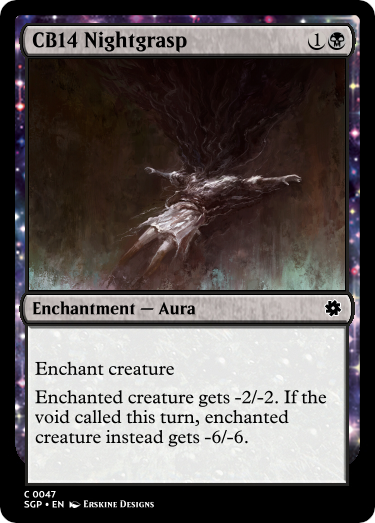 CB14 Nightgrasp 1
Enchantment — Aura
Enchant creature
Enchanted creature gets -2/-2. If the
void called this turn, enchanted
creature instead gets -6/-6.
C 0047
SGP • EN Erskine Designs